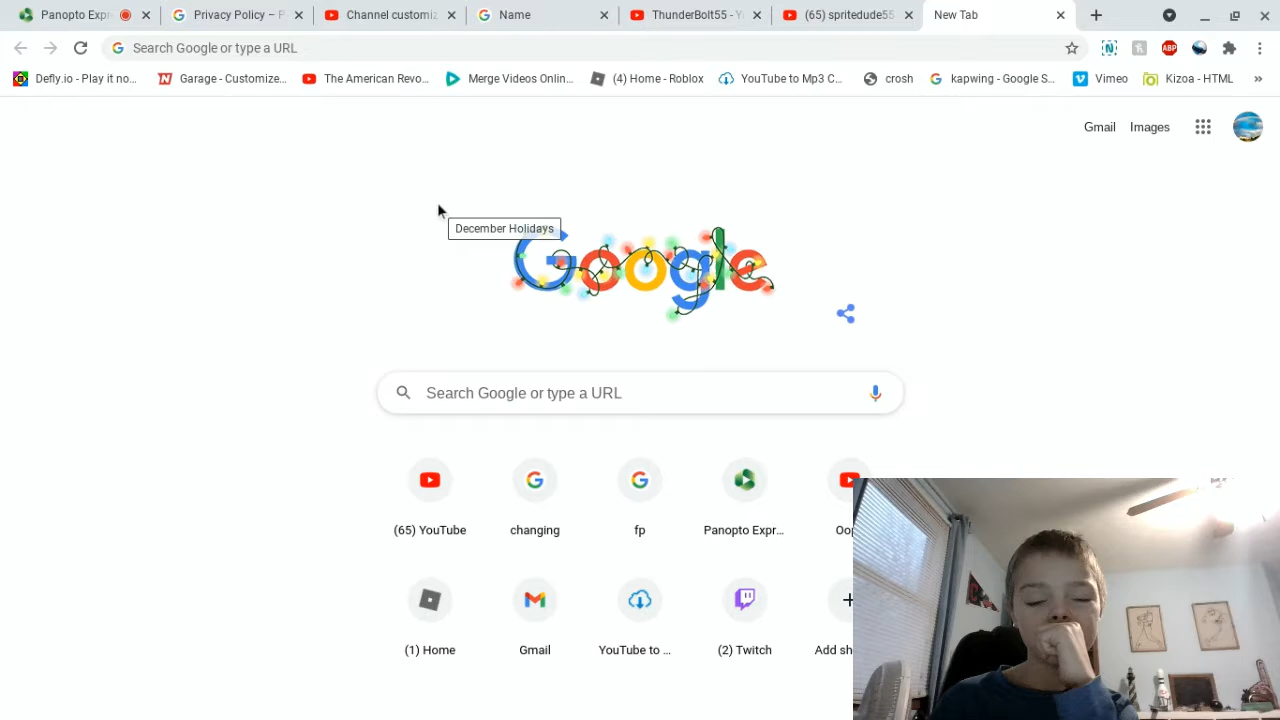 Panopto Expr
Privacy Policy – P
Channel customiz
Name
ThunderBolt55 - Y
(65) spritedude55
New Tab
Search Google or type a URL
ABP
Defly.io - Play it no...
Garage - Customize...
The American Revo...
Merge Videos Onlin...
(4) Home - Roblox
YouTube to Mp3 C...
crosh
kapwing - Google S...
Vimeo
Kizoa - HTML
Gmail
Images
December Holidays
Google
Search Google or type a URL
(65) YouTube
changing
fp
Panopto Expr...
Oop
(1) Home
Gmail
YouTube to ...
(2) Twitch
Add sh